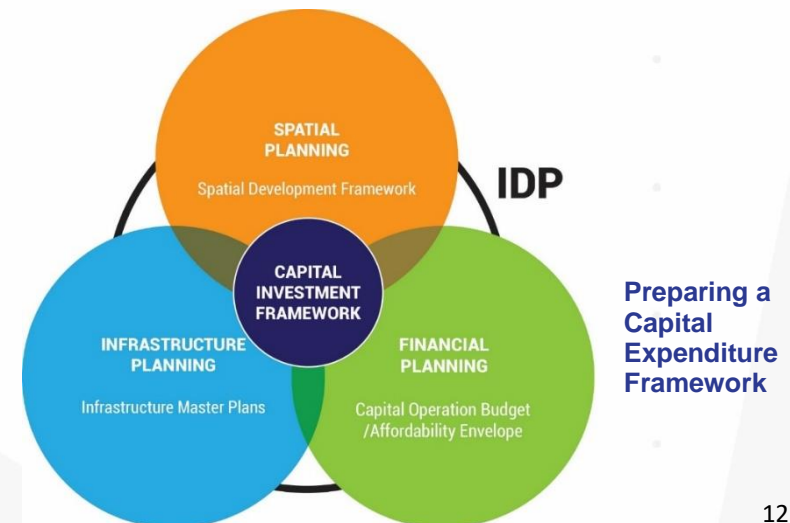 SPATIAL
PLANNING
Spatial Development Framework
IDP
CAPITAL
INVESTMENT
FRAMEWORK
INFRASTRUCTURE
PLANNING
Infrastructure Master Plans
FINANCIAL
PLANNING
Capital Operation Budget
/Affordability Envelope
Preparing a
Capital
Expenditure
Framework
12